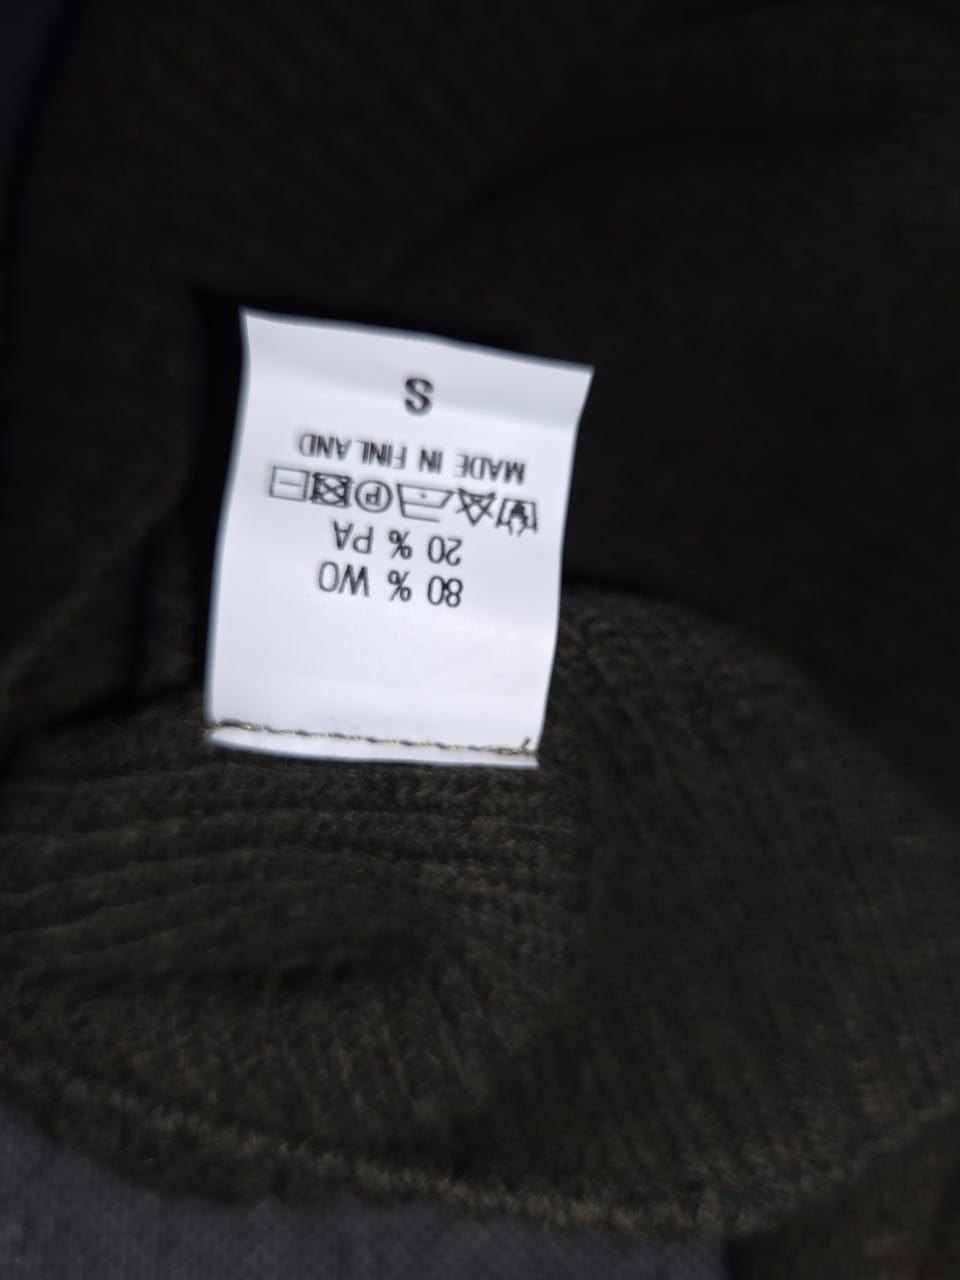 80 % WO
20 % PA
P
MADE IN FINLAND
S